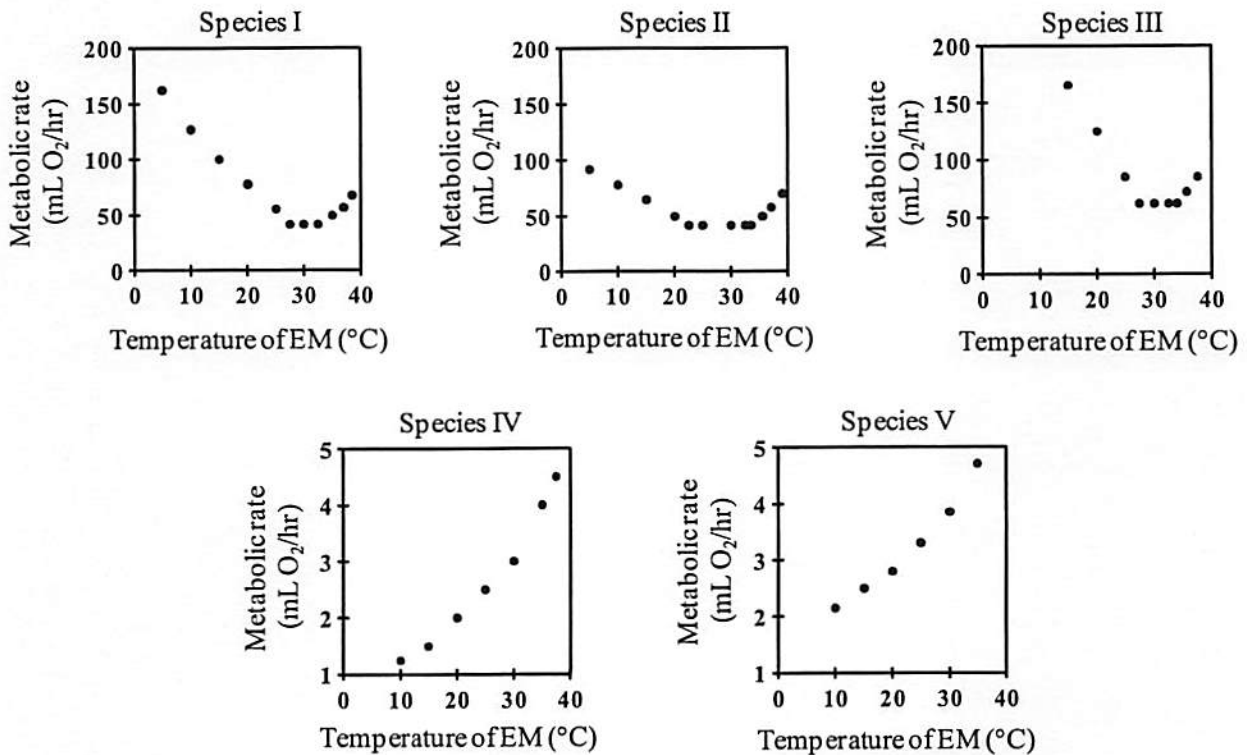 Species I
Metabolic rate
(mL O₂/hr)
200
150
100
50
0
0 10 20 30 40
Temperature of EM (°C)
Species II
Metabolic rate
(mL O₂/hr)
200
150
100
50
0
0 10 20 30 40
Temperature of EM (°C)
Species III
Metabolic rate
(mL O₂/hr)
200
150
100
50
0
0 10 20 30 40
Temperature of EM (°C)
Species IV
Metabolic rate
(mL O₂/hr)
5
4
3
2
1
0 10 20 30 40
Temperature of EM (°C)
Species V
Metabolic rate
(mL O₂/hr)
5
4
3
2
1
0 10 20 30 40
Temperature of EM (°C)